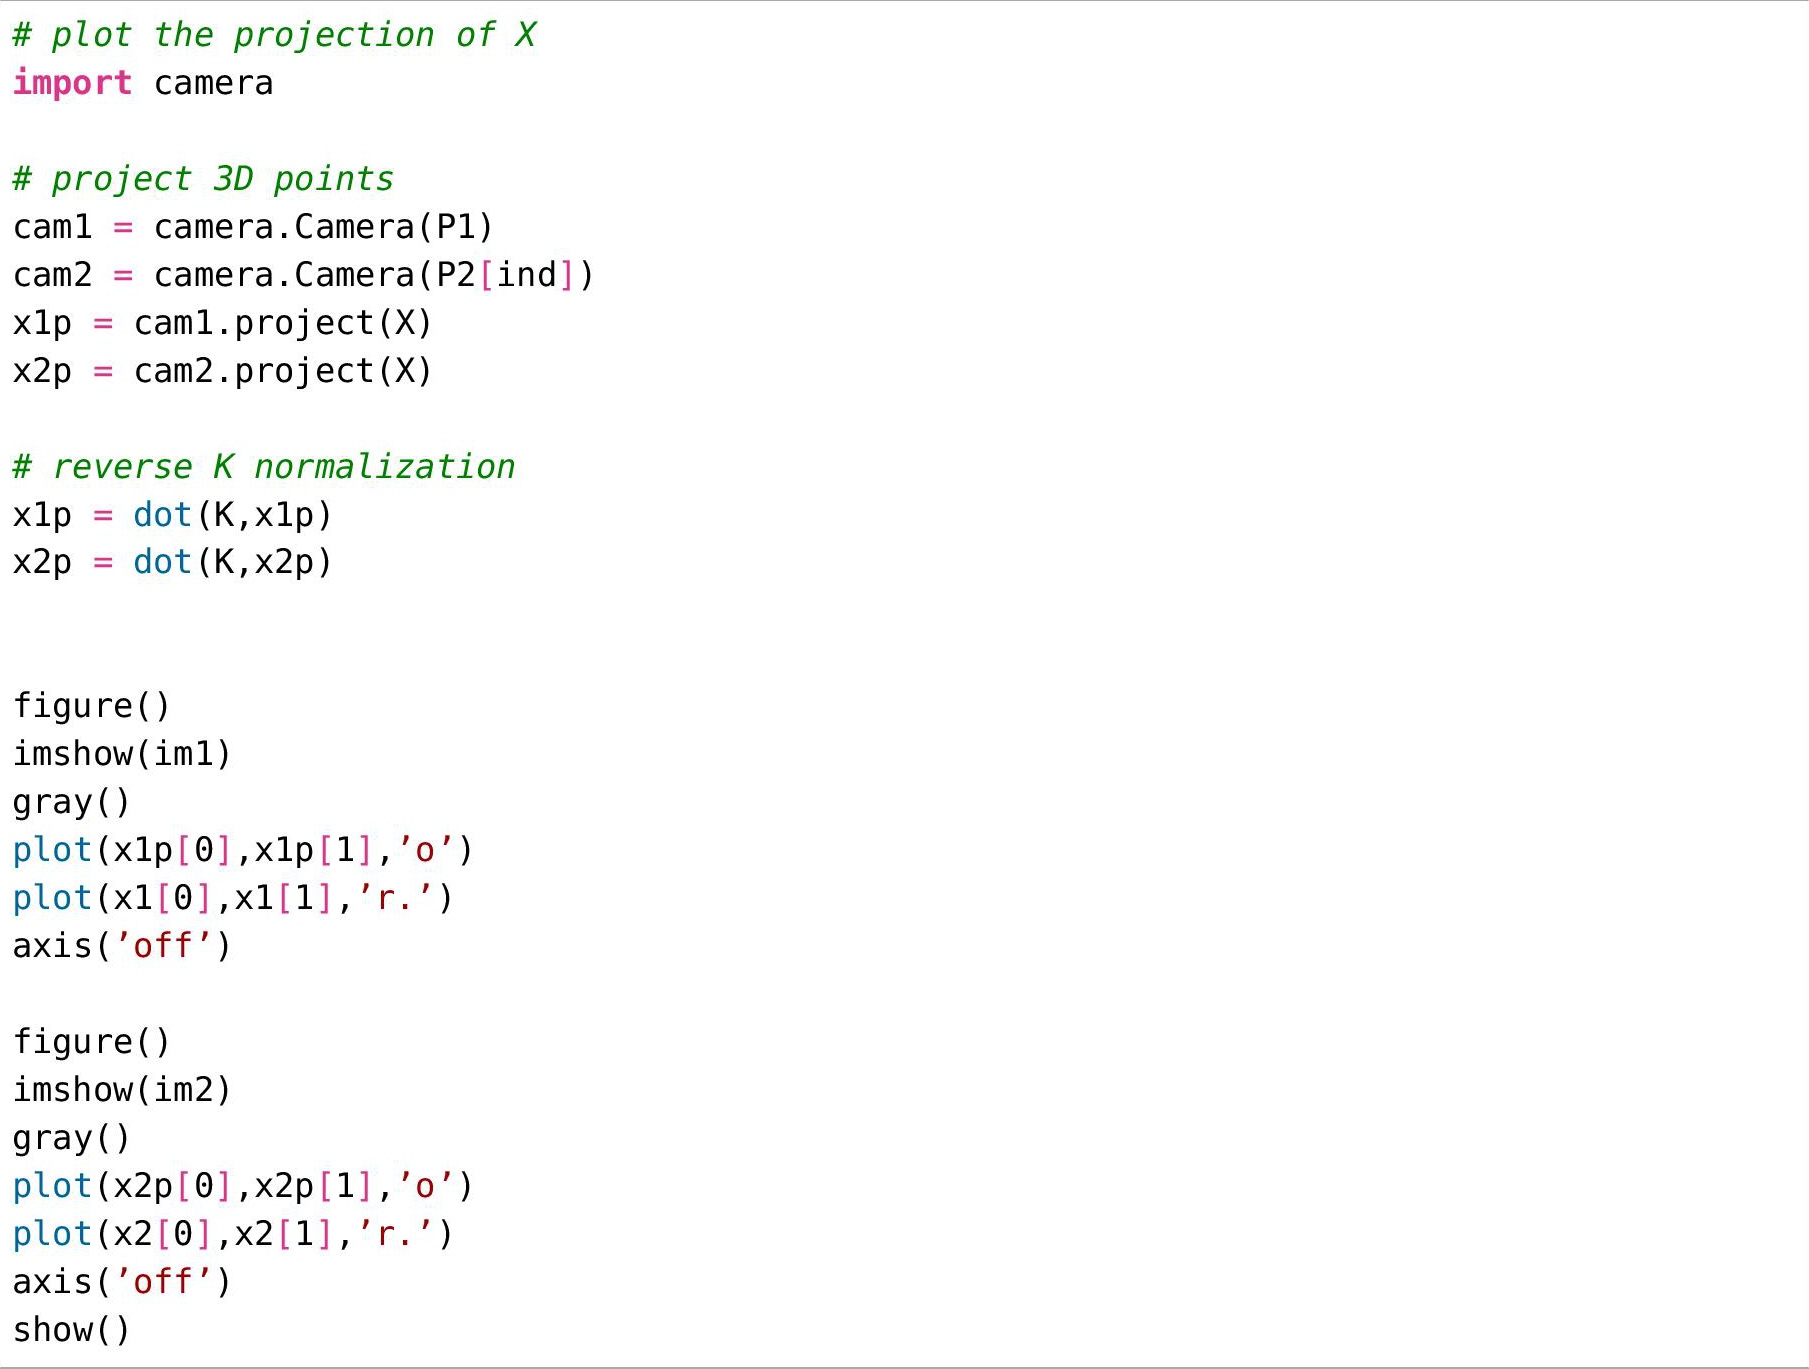 # plot the projection of X
import camera
# project 3D points
cam1 = camera.Camera(P1)
cam2 = camera.Camera(P2[ind])
x1p = cam1.project(X)
x2p = cam2.project(X)
# reverse K normalization
x1p = dot(K,x1p)
x2p = dot(K,x2p)
figure()
imshow(im1)
gray()
plot(x1p[0],x1p[1],’o’)
plot(x1[0],x1[1],’r.’)
axis(’off’)
figure()
imshow(im2)
gray()
plot(x2p[0],x2p[1],’o’)
plot(x2[0],x2[1],’r.’)
axis(’off’)
show()